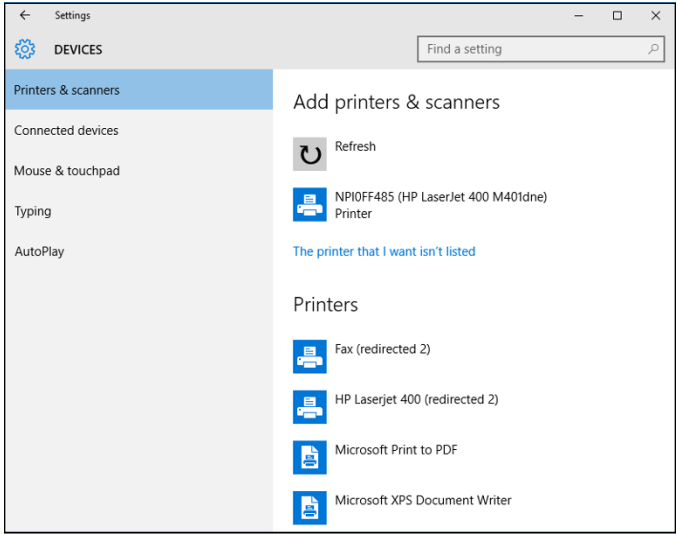 Settings
DEVICES
Find a setting
Printers & scanners
Connected devices
Mouse & touchpad
Typing
AutoPlay
Add printers & scanners
Refresh
NPI0FF485 (HP LaserJet 400 M401dne)
Printer
The printer that I want isn't listed
Printers
Fax (redirected 2)
HP Laserjet 400 (redirected 2)
Microsoft Print to PDF
Microsoft XPS Document Writer